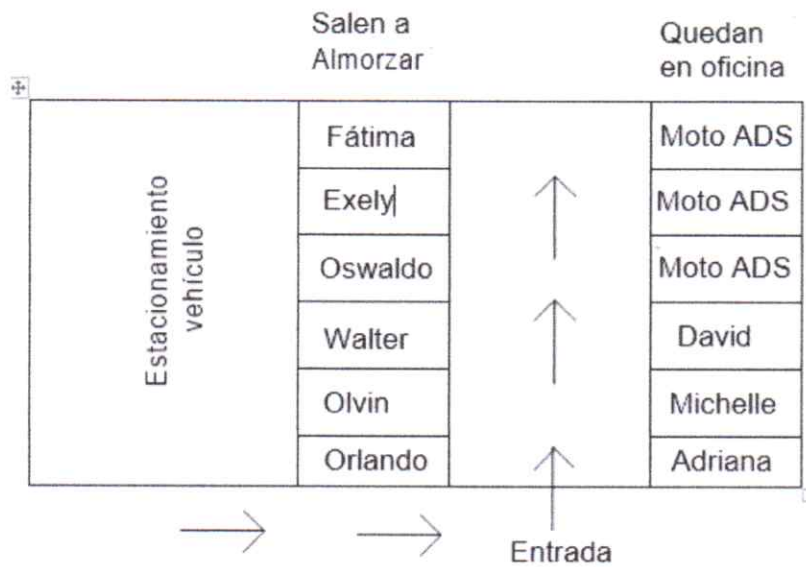 Salen a
Almorzar
Quedan
en oficina
Estacionamiento
vehículo
Fátima
Exely
Oswaldo
Walter
Olvin
Orlando
Moto ADS
Moto ADS
Moto ADS
David
Michelle
Adriana
Entrada